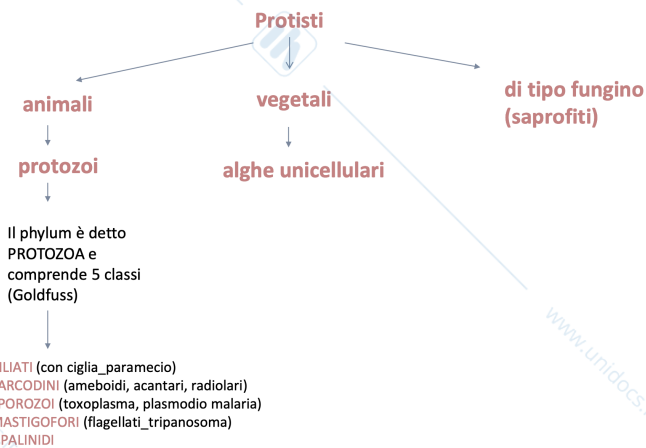 Protisti
animali
vegetali
di tipo fungino
(saprofiti)
protozoi
alghe unicellulari
Il phylum è detto
PROTOZOA e
comprende 5 classi
(Goldfuss)
ILIATI (con ciglia_paramecio)
ARCODINI (ameboidi, acantari, radiolari)
POROZOI (toxoplasma, plasmodio malaria)
MASTIGOFORI (flagellati_tripanosoma)
PALINIDI
www.unidocs..